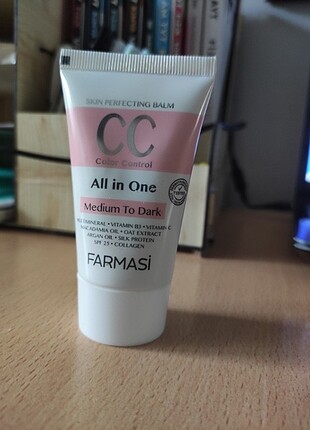 SKIN PERFECTING BALM
CC
Color Control
All in One
Medium To Dark
MULTIMINERAL • VITAMIN B3 • VITAMIN C
MACADAMIA OIL • OAT EXTRACT
ARGAN OIL • SILK PROTEIN
SPF 25 • COLLAGEN
FARMASi